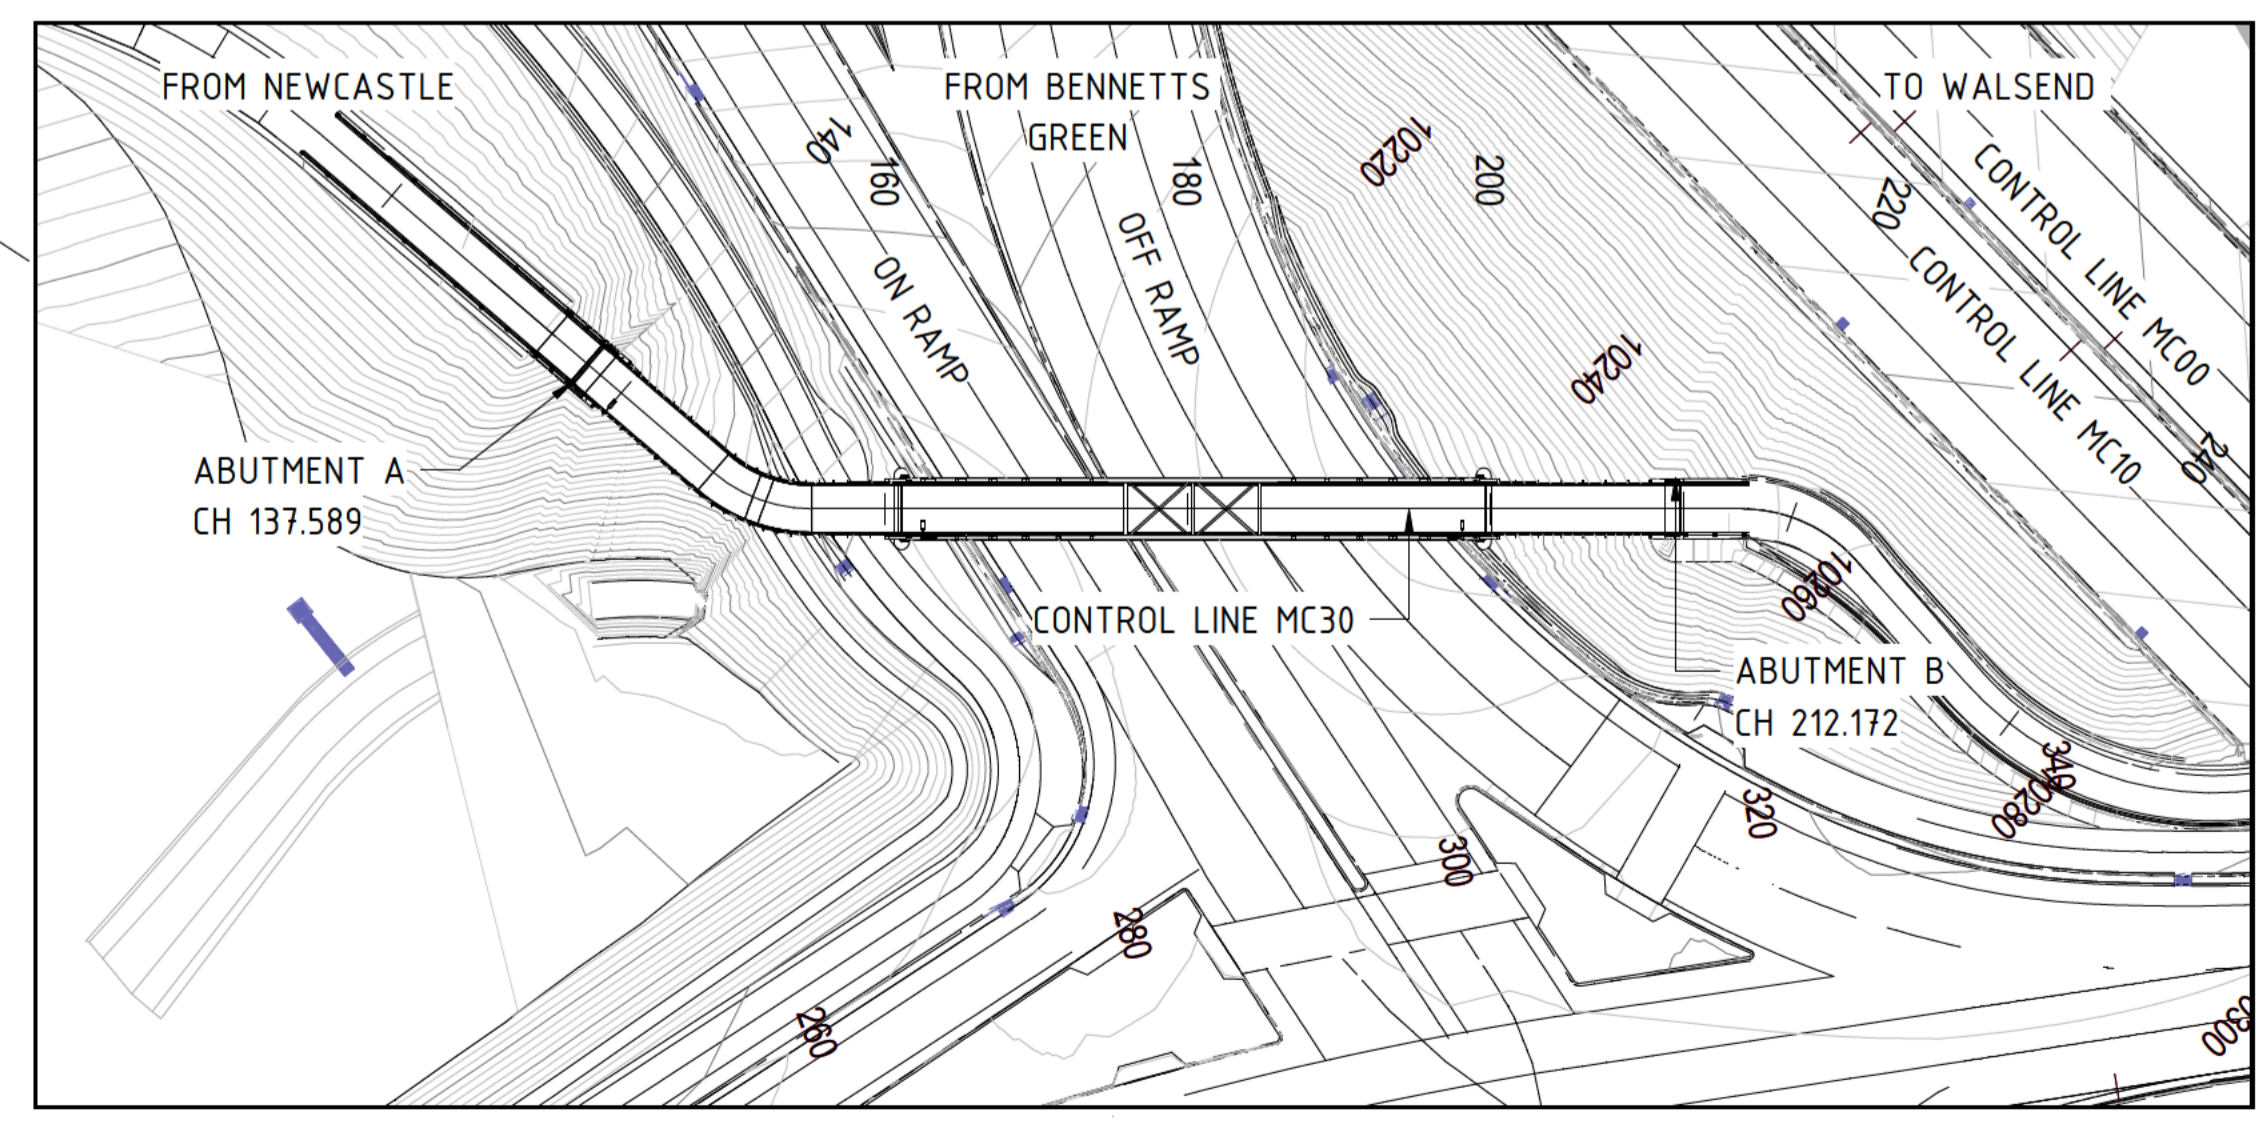 FROM NEWCASTLE
FROM BENNETTS
GREEN
TO WALSEND
140
160
180
10220
200
220
CONTROL LINE MC00
CONTROL LINE MC10
ON RAMP
OFF RAMP
10240
240
ABUTMENT A
CH 137.589
CONTROL LINE MC30
10260
ABUTMENT B
CH 212.172
340
10280
320
300
280
260